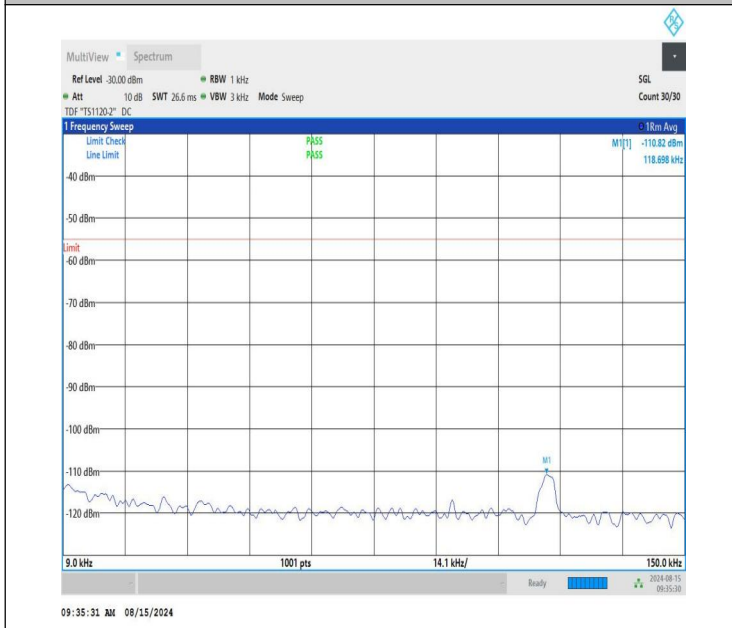 MultiView Spectrum
Ref Level -30.00 dBm RBW 1 kHz SGL
Att 10 dB SWT 26.6 ms VBW 3 kHz Mode Sweep Count 30/30
TDF "TS1120-2" DC
1 Frequency Sweep 1Rm Avg
Limit Check PASS M1[1] -110.82 dBm
Line Limit PASS 118.698 kHz
-40 dBm
-50 dBm
Limit
-60 dBm
-70 dBm
-80 dBm
-90 dBm
-100 dBm
M1
-110 dBm
-120 dBm
9.0 kHz 1001 pts 14.1 kHz/ 150.0 kHz
Ready 2024-08-15
09:35:30
09:35:31 AM 08/15/2024